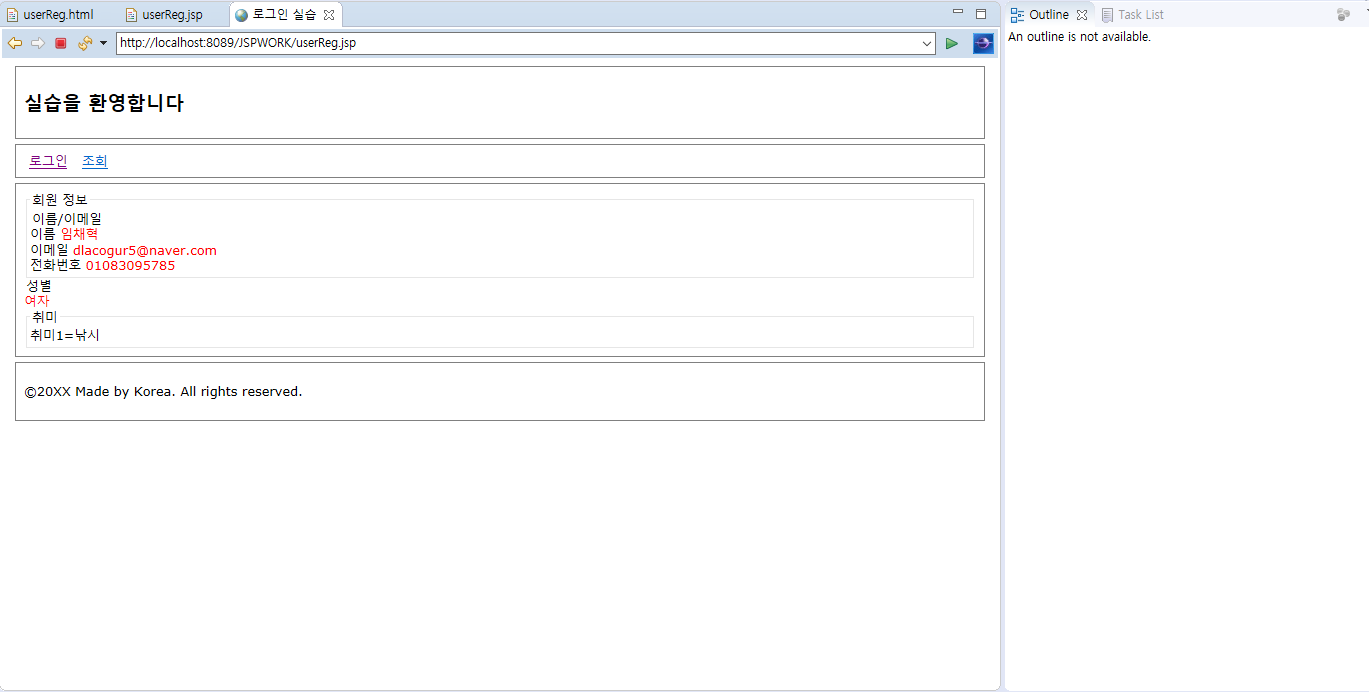 userReg.html userReg.jsp 로그인 실습
Outline Task List
http://localhost:8089/JSPWORK/userReg.jsp
An outline is not available.
실습을 환영합니다
로그인 조회
회원 정보
이름/이메일
이름 임채혁
이메일 dlacogur5@naver.com
전화번호 01083095785
성별
여자
취미
취미1=낚시
©20XX Made by Korea. All rights reserved.